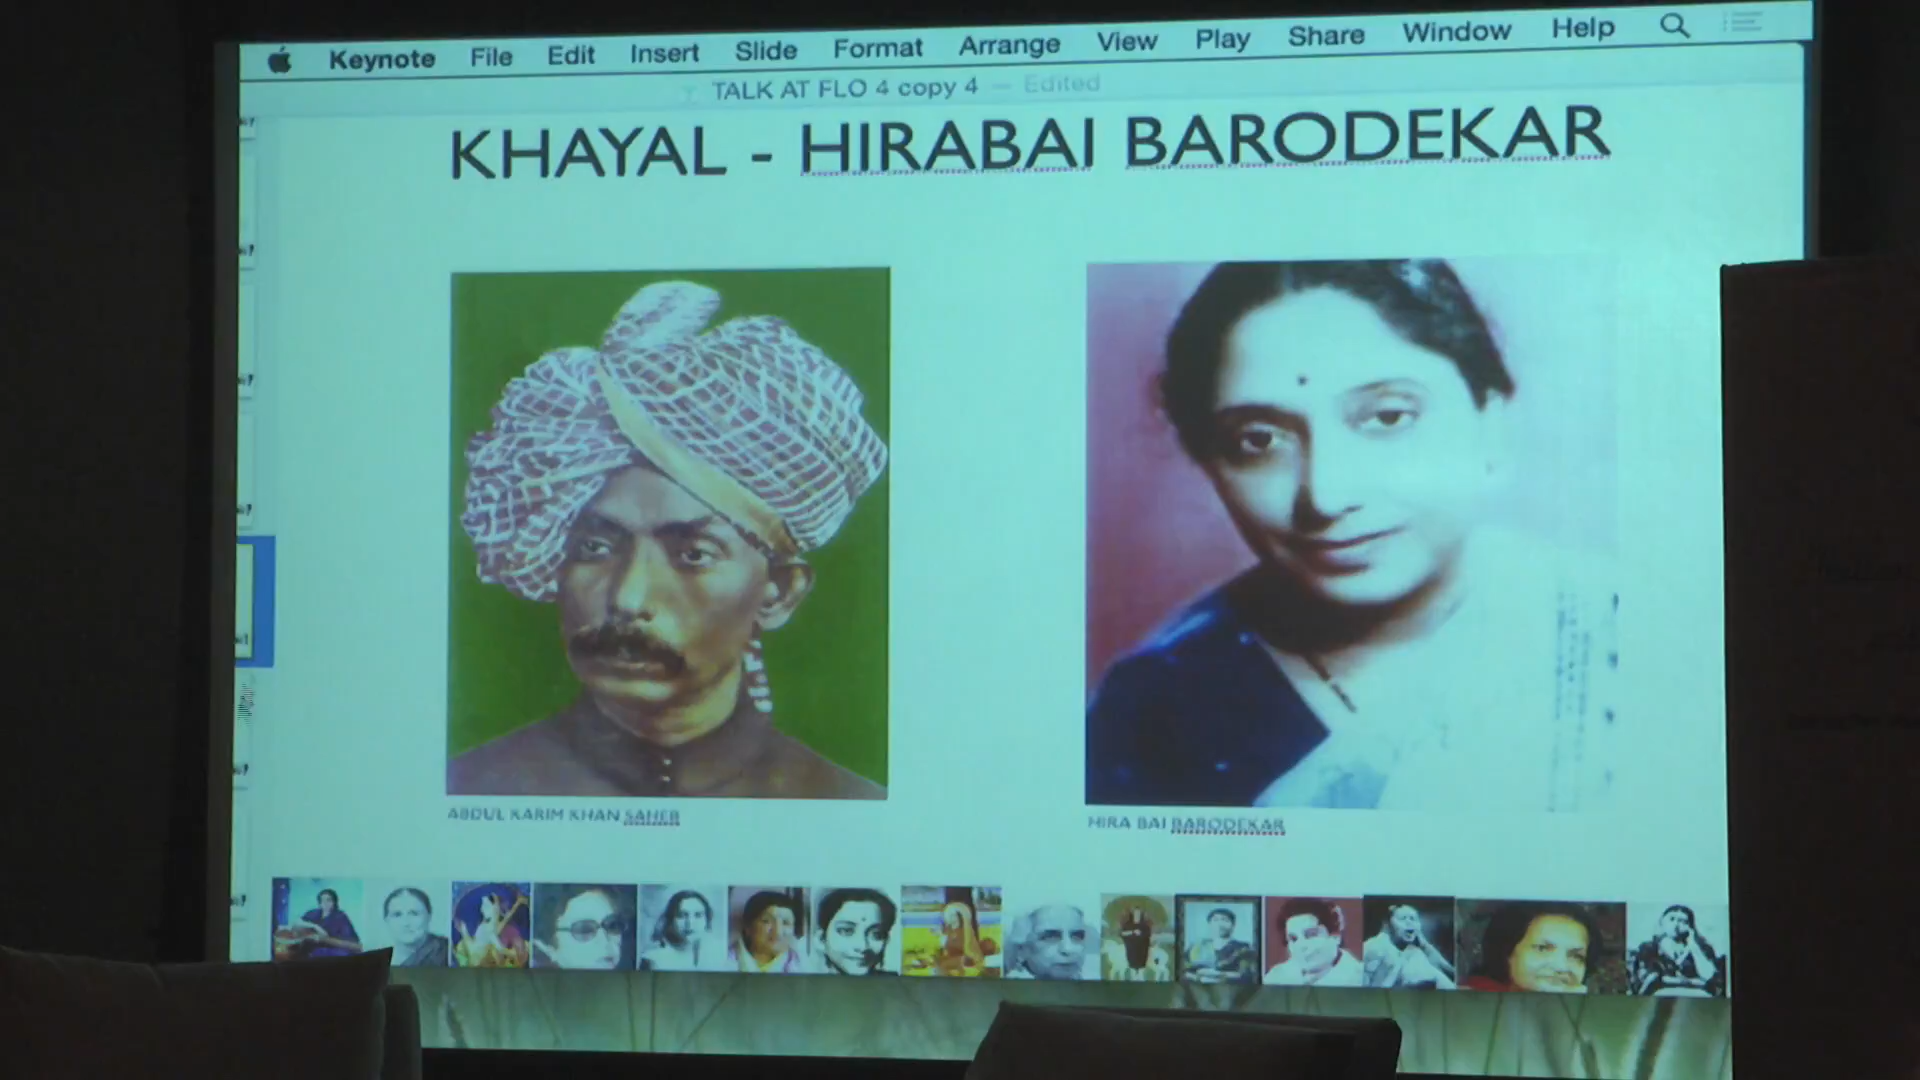 Keynote File Edit Insert Slide Format Arrange View Play Share Window Help
TALK AT FLO 4 copy 4 — Edited
KHAYAL - HIRABAI BARODEKAR
ABDUL KARIM KHAN SAHEB
HIRA BAI BARODEKAR